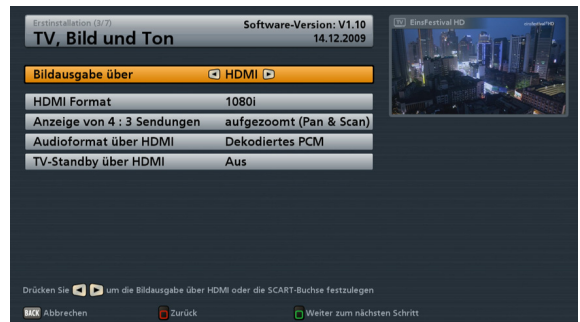 Erstinstallation (3/7)
TV, Bild und Ton
Software-Version: V1.10
14.12.2009
TV EinsFestival HD
einsfestival HD
Bildausgabe über HDMI
HDMI Format 1080i
Anzeige von 4 : 3 Sendungen aufgezoomt (Pan & Scan)
Audioformat über HDMI Dekodiertes PCM
TV-Standby über HDMI Aus
Drücken Sie um die Bildausgabe über HDMI oder die SCART-Buchse festzulegen
BACK Abbrechen Zurück Weiter zum nächsten Schritt